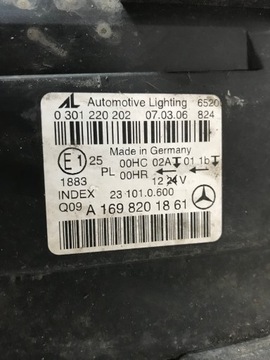 AL Automotive Lighting 6520
0 301 220 202 07.03.06 824
Made in Germany
E1 25 00HC 02A 01 1b
PL 00HR ← ←
1883 12 24 V
INDEX 23 101.0.600
Q09 A 169 820 18 61